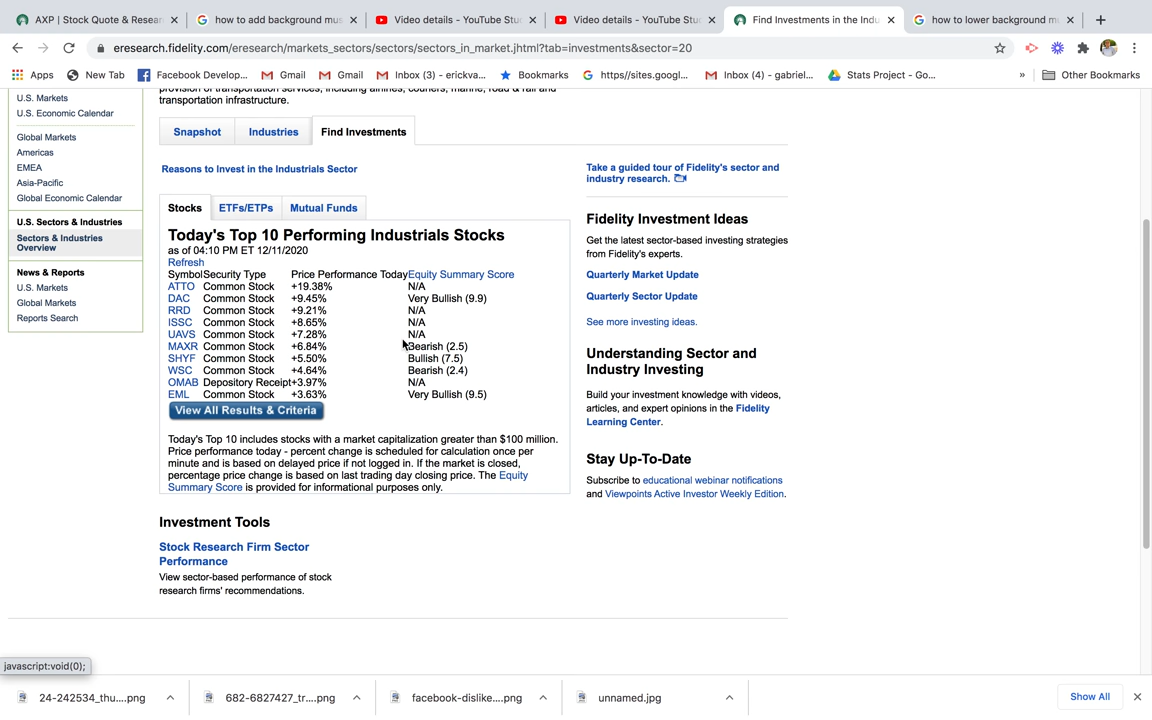 AXP | Stock Quote & Resear
how to add background mus
Video details - YouTube Stu
Video details - YouTube Stu
Find Investments in the Indu
how to lower background m
eresearch.fidelity.com/eresearch/markets_sectors/sectors/sectors_in_market.jhtml?tab=investments&sector=20
Apps
New Tab
Facebook Develop...
Gmail
Gmail
Inbox (3) - erickva...
Bookmarks
https//sites.googl...
Inbox (4) - gabriel...
Stats Project - Go...
»
Other Bookmarks
U.S. Markets
U.S. Economic Calendar
Global Markets
Americas
EMEA
Asia-Pacific
Global Economic Calendar
U.S. Sectors & Industries
Sectors & Industries
Overview
News & Reports
U.S. Markets
Global Markets
Reports Search
provision of transportation services, including airlines, couriers, marine, road & rail and
transportation infrastructure.
Snapshot
Industries
Find Investments
Reasons to Invest in the Industrials Sector
Stocks
ETFs/ETPs
Mutual Funds
Today's Top 10 Performing Industrials Stocks
as of 04:10 PM ET 12/11/2020
Refresh
Symbol Security Type Price Performance Today Equity Summary Score
ATTO Common Stock +19.38% N/A
DAC Common Stock +9.45% Very Bullish (9.9)
RRD Common Stock +9.21% N/A
ISSC Common Stock +8.65% N/A
UAVS Common Stock +7.28% N/A
MAXR Common Stock +6.84% Bearish (2.5)
SHYF Common Stock +5.50% Bullish (7.5)
WSC Common Stock +4.64% Bearish (2.4)
OMAB Depository Receipt +3.97% N/A
EML Common Stock +3.63% Very Bullish (9.5)
View All Results & Criteria
Today's Top 10 includes stocks with a market capitalization greater than $100 million.
Price performance today - percent change is scheduled for calculation once per
minute and is based on delayed price if not logged in. If the market is closed,
percentage price change is based on last trading day closing price. The Equity
Summary Score is provided for informational purposes only.
Investment Tools
Stock Research Firm Sector
Performance
View sector-based performance of stock
research firms' recommendations.
Take a guided tour of Fidelity's sector and
industry research.
Fidelity Investment Ideas
Get the latest sector-based investing strategies
from Fidelity's experts.
Quarterly Market Update
Quarterly Sector Update
See more investing ideas.
Understanding Sector and
Industry Investing
Build your investment knowledge with videos,
articles, and expert opinions in the Fidelity
Learning Center.
Stay Up-To-Date
Subscribe to educational webinar notifications
and Viewpoints Active Investor Weekly Edition.
javascript:void(0);
24-242534_thu....png
682-6827427_tr....png
facebook-dislike....png
unnamed.jpg
Show All